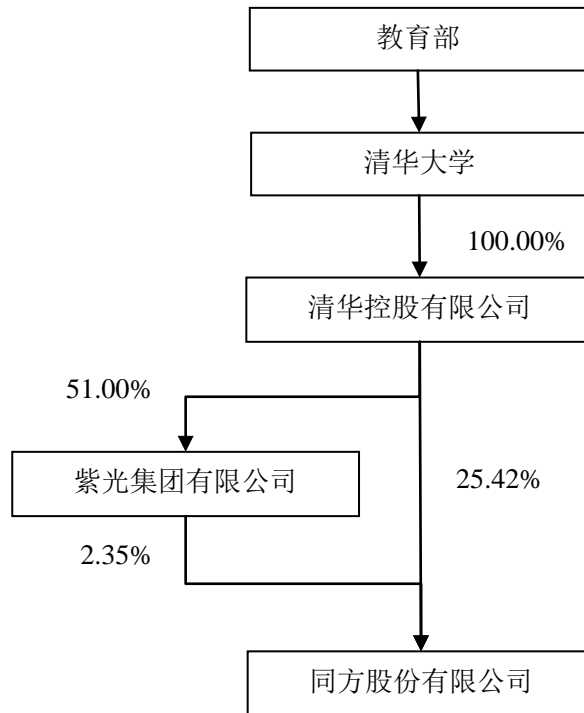 教育部
清华大学
100.00%
清华控股有限公司
51.00%
紫光集团有限公司
25.42%
2.35%
同方股份有限公司